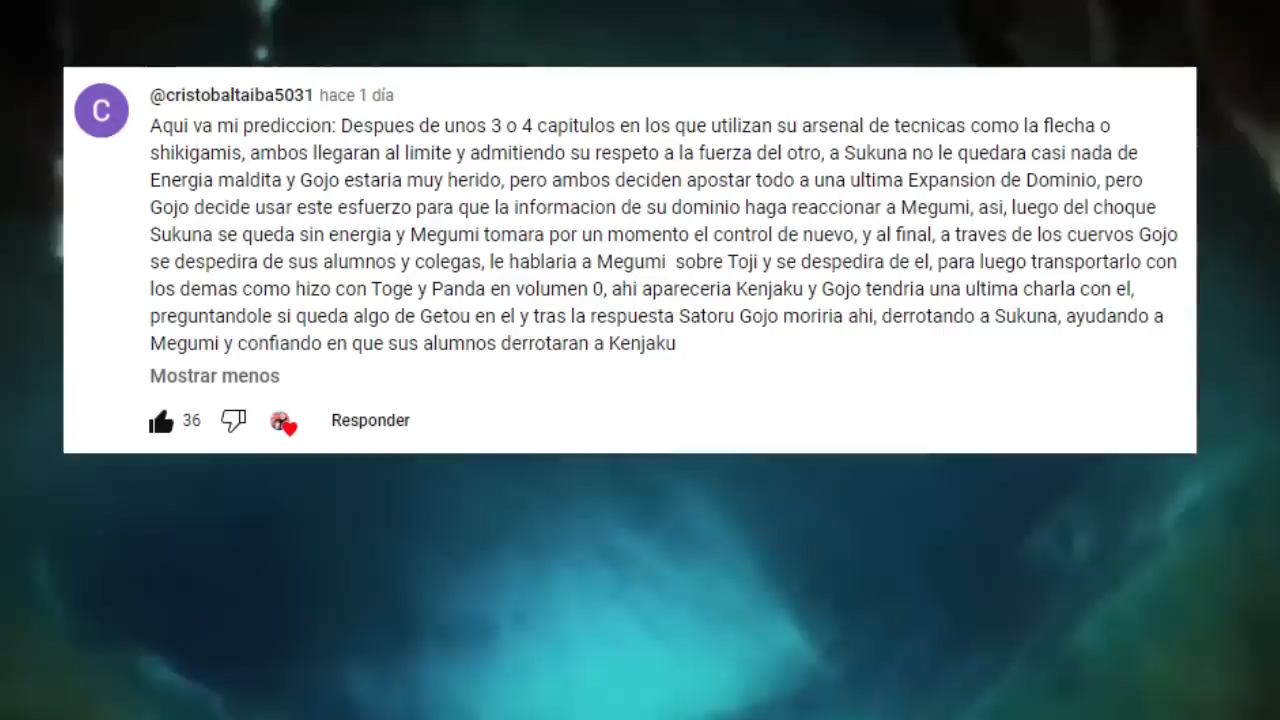 C
@cristobaltaiba5031 hace 1 día
Aqui va mi prediccion: Despues de unos 3 o 4 capitulos en los que utilizan su arsenal de tecnicas como la flecha o
shikigamis, ambos llegaran al limite y admitiendo su respeto a la fuerza del otro, a Sukuna no le quedara casi nada de
Energia maldita y Gojo estaria muy herido, pero ambos deciden apostar todo a una ultima Expansion de Dominio, pero
Gojo decide usar este esfuerzo para que la informacion de su dominio haga reaccionar a Megumi, asi, luego del choque
Sukuna se queda sin energia y Megumi tomara por un momento el control de nuevo, y al final, a traves de los cuervos Gojo
se despedira de sus alumnos y colegas, le hablaria a Megumi  sobre Toji y se despedira de el, para luego transportarlo con
los demas como hizo con Toge y Panda en volumen 0, ahi apareceria Kenjaku y Gojo tendria una ultima charla con el,
preguntandole si queda algo de Getou en el y tras la respuesta Satoru Gojo moriria ahi, derrotando a Sukuna, ayudando a
Megumi y confiando en que sus alumnos derrotaran a Kenjaku
Mostrar menos
36 Responder